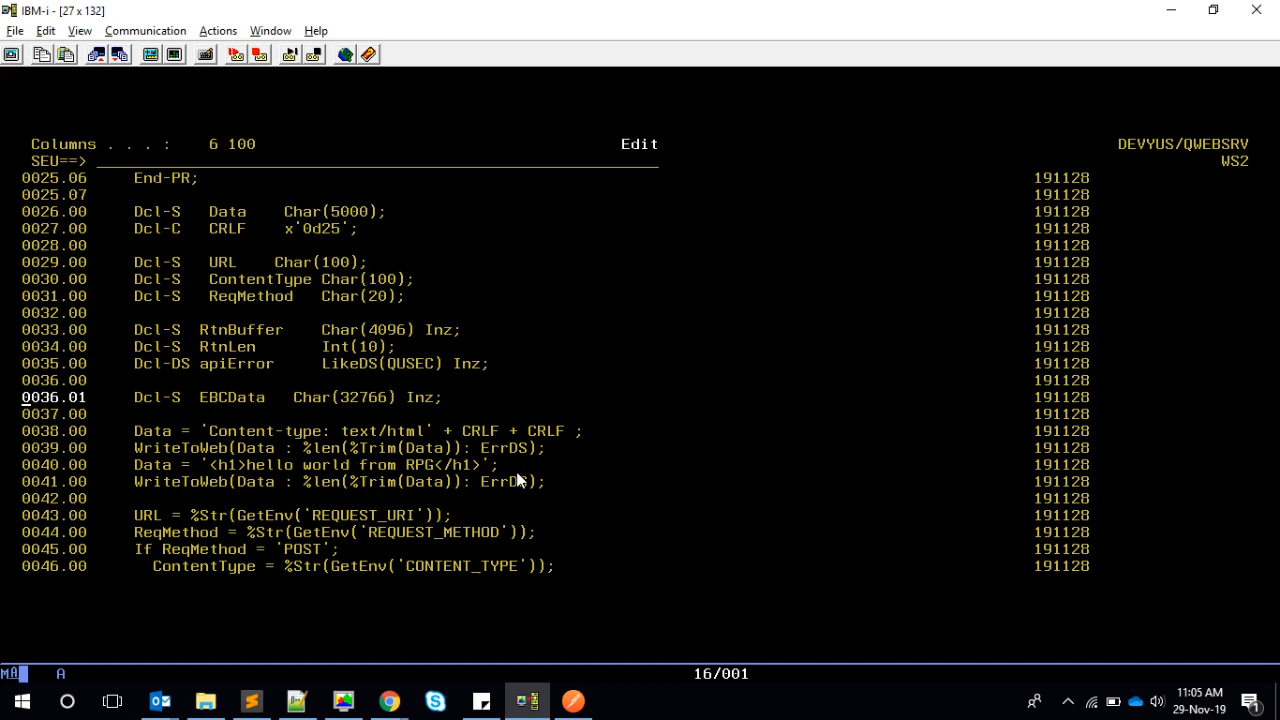 IBM-i - [27 x 132]
File Edit View Communication Actions Window Help
Columns . . . : 6 100 Edit DEVYUS/QWEBSRV
SEU==> WS2
0025.06 End-PR; 191128
0025.07 191128
0026.00 Dcl-S Data Char(5000); 191128
0027.00 Dcl-C CRLF x'0d25'; 191128
0028.00 191128
0029.00 Dcl-S URL Char(100); 191128
0030.00 Dcl-S ContentType Char(100); 191128
0031.00 Dcl-S ReqMethod Char(20); 191128
0032.00 191128
0033.00 Dcl-S RtnBuffer Char(4096) Inz; 191128
0034.00 Dcl-S RtnLen Int(10); 191128
0035.00 Dcl-DS apiError LikeDS(QUSEC) Inz; 191128
0036.00 191128
0036.01 Dcl-S EBCData Char(32766) Inz; 191128
0037.00 191128
0038.00 Data = 'Content-type: text/html' + CRLF + CRLF ; 191128
0039.00 WriteToWeb(Data : %len(%Trim(Data)): ErrDS); 191128
0040.00 Data = '<h1>hello world from RPG</h1>'; 191128
0041.00 WriteToWeb(Data : %len(%Trim(Data)): ErrDS); 191128
0042.00 191128
0043.00 URL = %Str(GetEnv('REQUEST_URI')); 191128
0044.00 ReqMethod = %Str(GetEnv('REQUEST_METHOD')); 191128
0045.00 If ReqMethod = 'POST'; 191128
0046.00 ContentType = %Str(GetEnv('CONTENT_TYPE')); 191128
MA A 16/001
11:05 AM
29-Nov-19
1